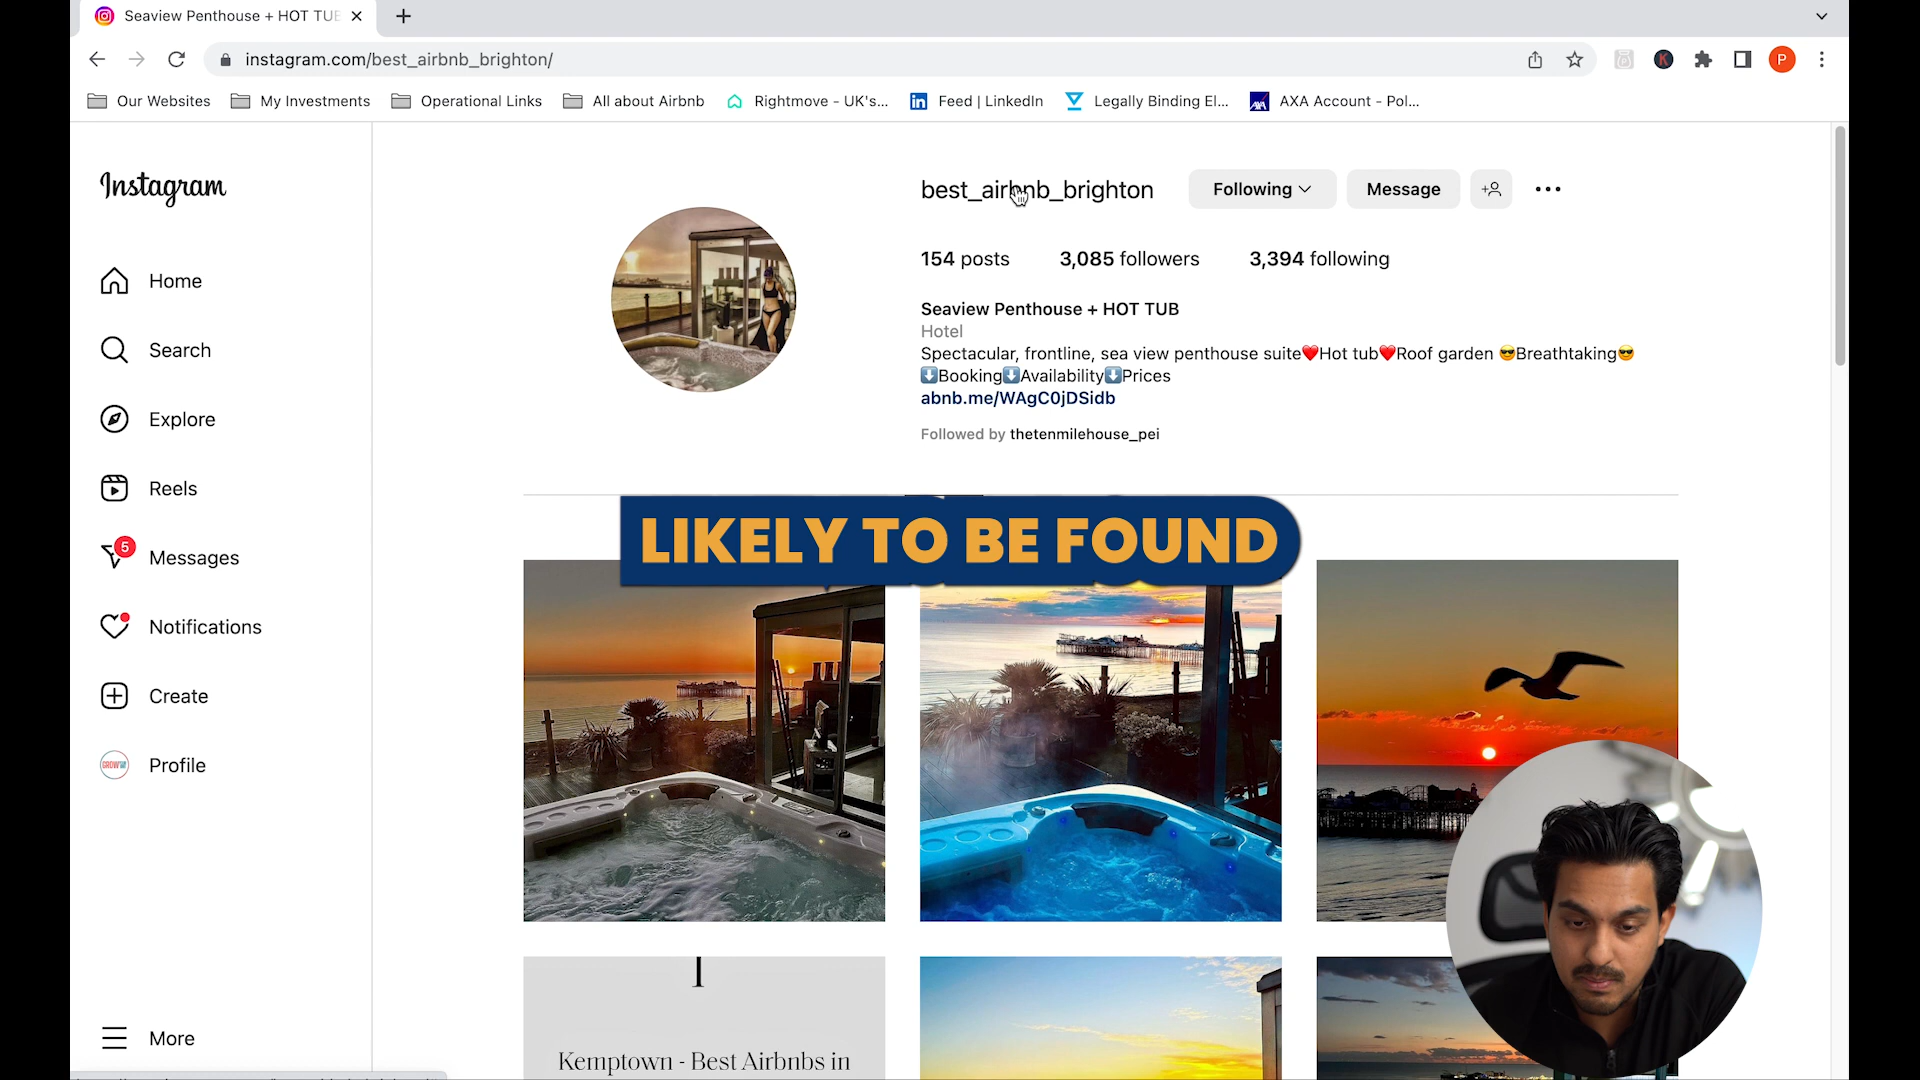 Seaview Penthouse + HOT TUB
instagram.com/best_airbnb_brighton/
K
P
Our Websites
My Investments
Operational Links
All about Airbnb
Rightmove - UK's...
in
Feed | LinkedIn
Legally Binding El...
AXA
AXA Account - Pol...
Instagram
Home
Search
Explore
Reels
5
Messages
Notifications
Create
Profile
More
best_airbnb_brighton
Following
Message
154 posts
3,085 followers
3,394 following
Seaview Penthouse + HOT TUB
Hotel
Spectacular, frontline, sea view penthouse suite❤️Hot tub❤️Roof garden 😎Breathtaking😎
⬇️Booking⬇️Availability⬇️Prices
abnb.me/WAgC0jDSidb
Followed by thetenmilehouse_pei
LIKELY TO BE FOUND
Kemptown - Best Airbnbs in